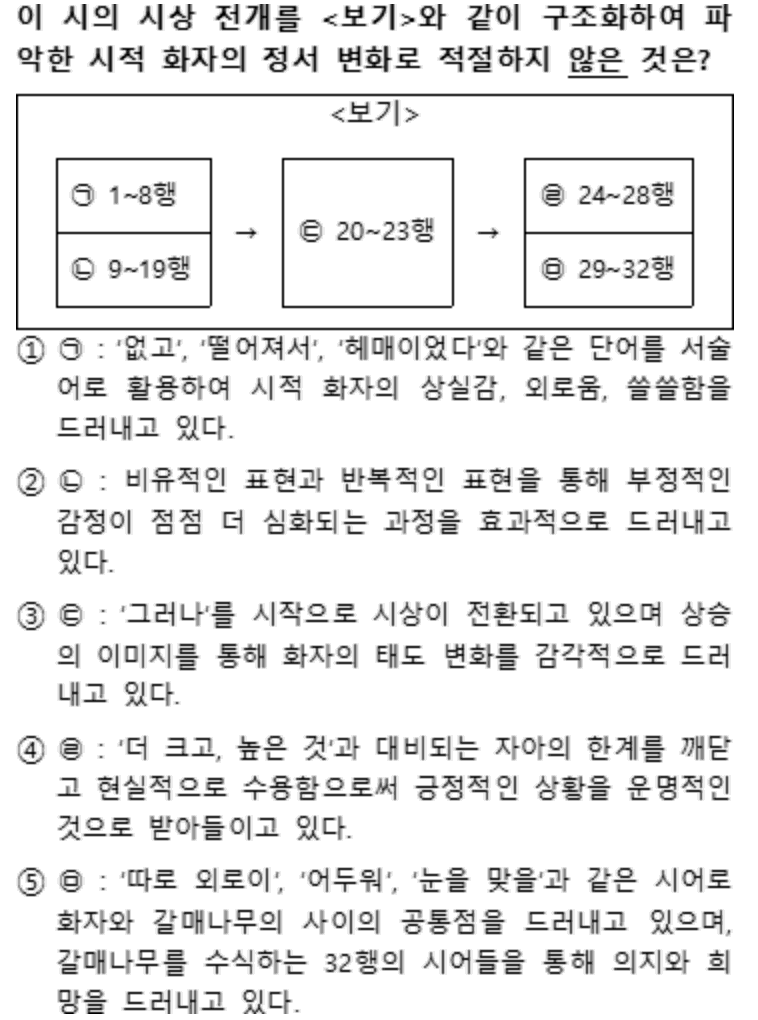 이 시의 시상 전개를 <보기>와 같이 구조화하여 파
악한 시적 화자의 정서 변화로 적절하지 않은 것은?
<보기>
㉠ 1~8행
㉡ 9~19행
→
㉢ 20~23행
→
㉣ 24~28행
㉤ 29~32행
① ㉠ : ‘없고’, ‘떨어져서’, ‘헤매이었다’와 같은 단어를 서술
어로 활용하여 시적 화자의 상실감, 외로움, 쓸쓸함을
드러내고 있다.
② ㉡ : 비유적인 표현과 반복적인 표현을 통해 부정적인
감정이 점점 더 심화되는 과정을 효과적으로 드러내고
있다.
③ ㉢ : ‘그러나’를 시작으로 시상이 전환되고 있으며 상승
의 이미지를 통해 화자의 태도 변화를 감각적으로 드러
내고 있다.
④ ㉣ : ‘더 크고, 높은 것’과 대비되는 자아의 한계를 깨닫
고 현실적으로 수용함으로써 긍정적인 상황을 운명적인
것으로 받아들이고 있다.
⑤ ㉤ : ‘따로 외로이’, ‘어두워’, ‘눈을 맞을’과 같은 시어로
화자와 갈매나무의 사이의 공통점을 드러내고 있으며,
갈매나무를 수식하는 32행의 시어들을 통해 의지와 희
망을 드러내고 있다.